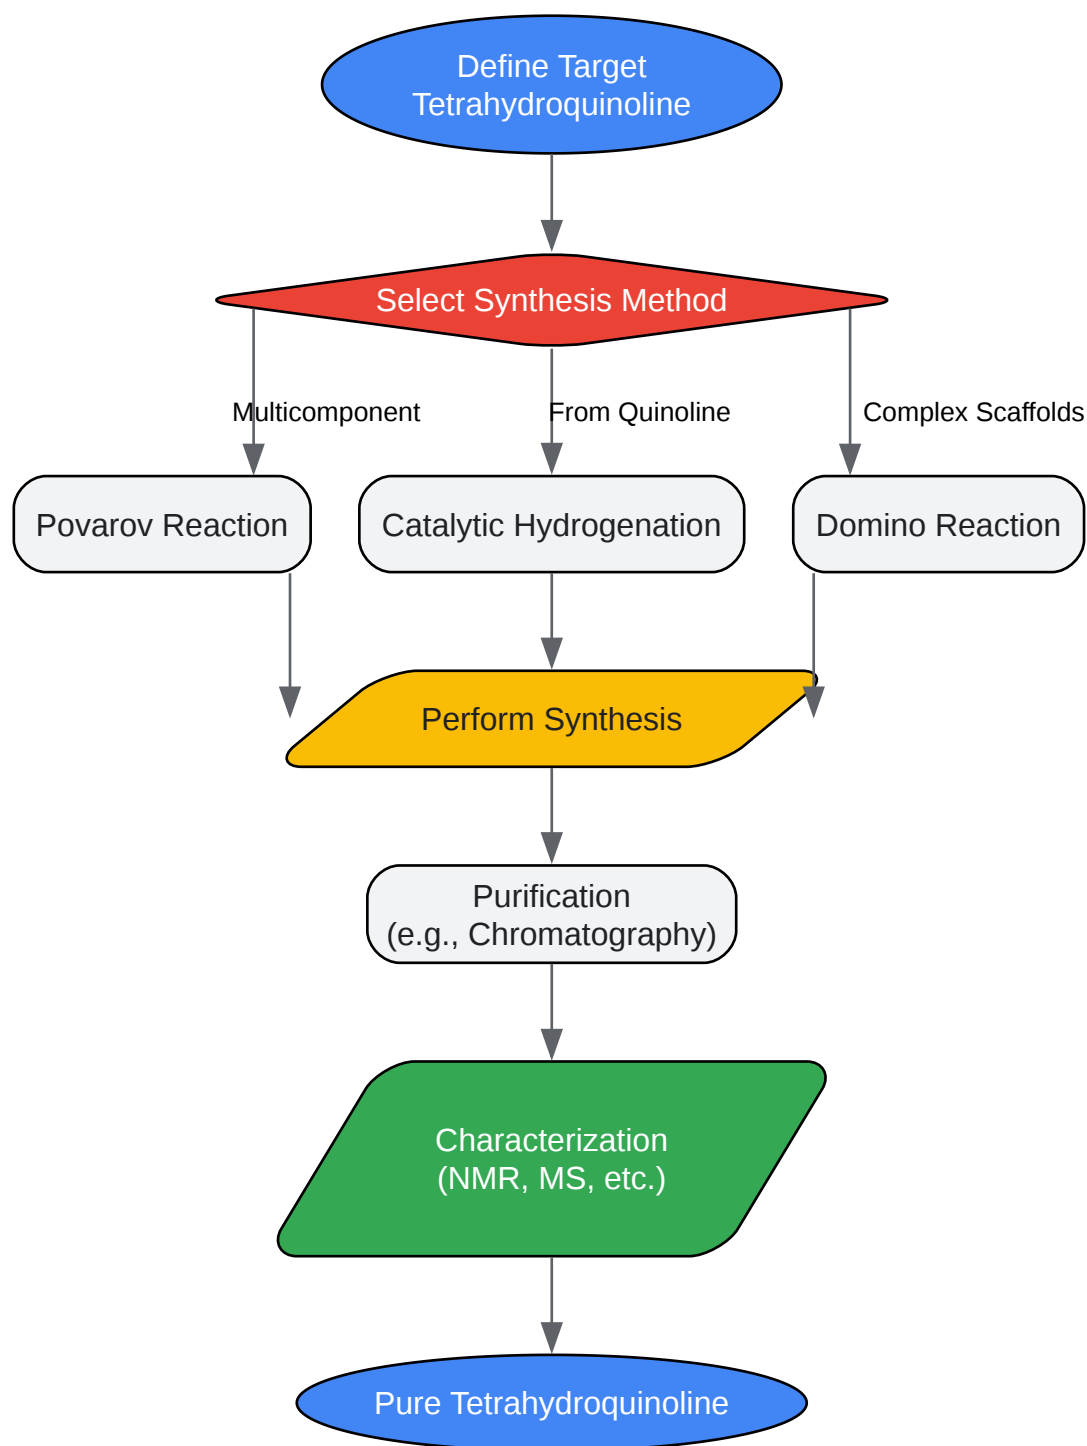 Define Target
Tetrahydroquinoline
Select Synthesis Method
Multicomponent
From Quinoline
Complex Scaffolds
Povarov Reaction
Catalytic Hydrogenation
Domino Reaction
Perform Synthesis
Purification
(e.g., Chromatography)
Characterization
(NMR, MS, etc.)
Pure Tetrahydroquinoline